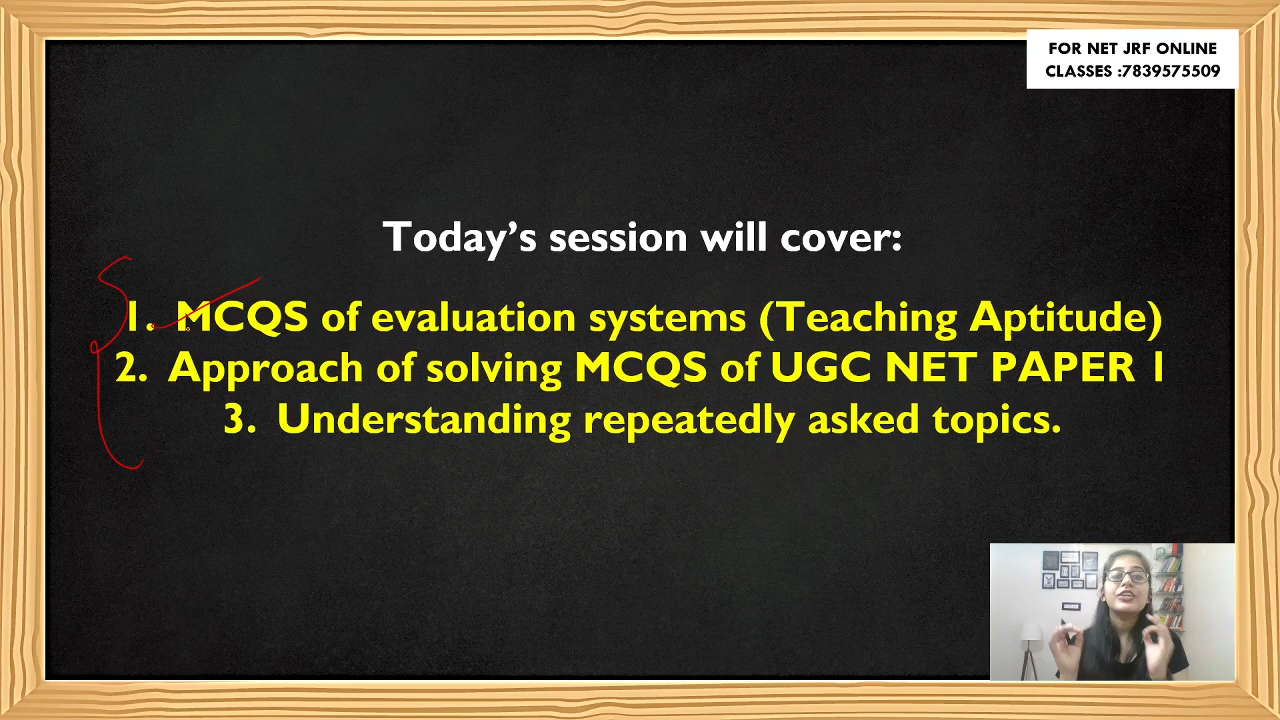 FOR NET JRF ONLINE
CLASSES :7839575509
Today's session will cover:
1. MCQS of evaluation systems (Teaching Aptitude)
2. Approach of solving MCQS of UGC NET PAPER 1
3. Understanding repeatedly asked topics.